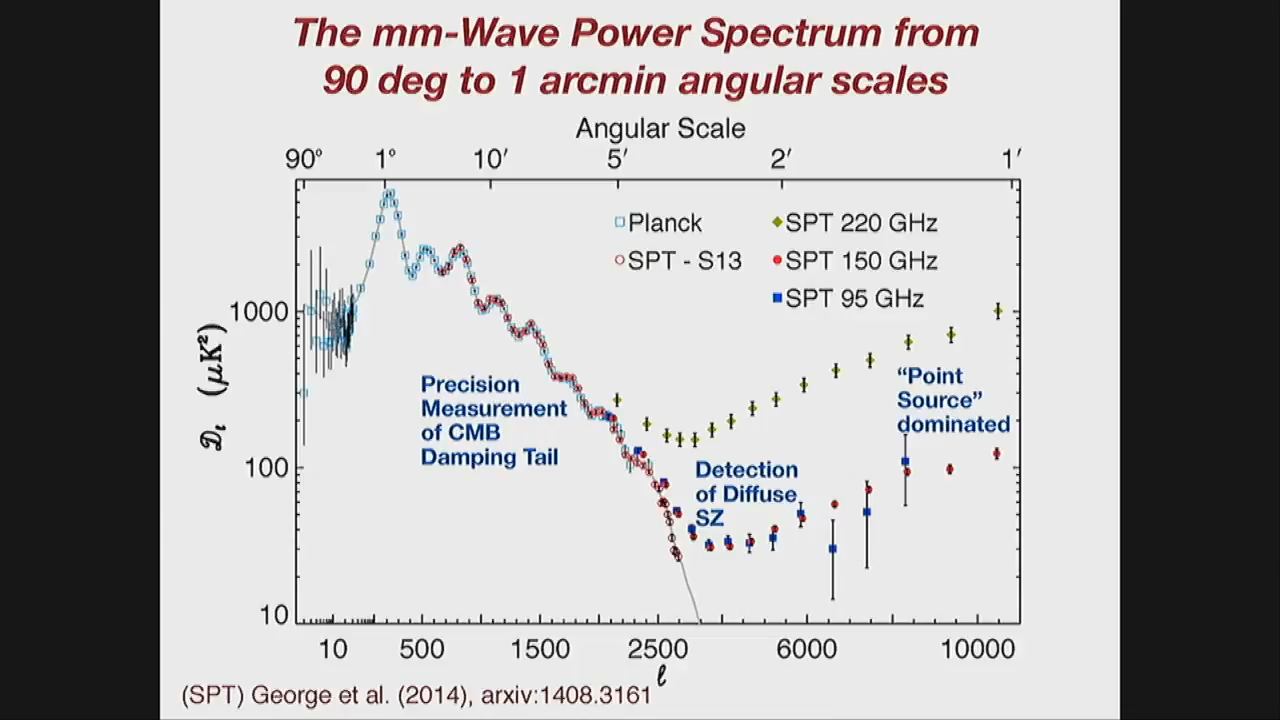 The mm-Wave Power Spectrum from
90 deg to 1 arcmin angular scales
Angular Scale
90° 1° 10′ 5′ 2′ 1′
Planck
SPT - S13
SPT 220 GHz
SPT 150 GHz
SPT 95 GHz
1000
100
10
𝒟ℓ (μK²)
Precision
Measurement
of CMB
Damping Tail
Detection
of Diffuse
SZ
“Point
Source”
dominated
10 500 1500 2500 6000 10000
ℓ
(SPT) George et al. (2014), arxiv:1408.3161